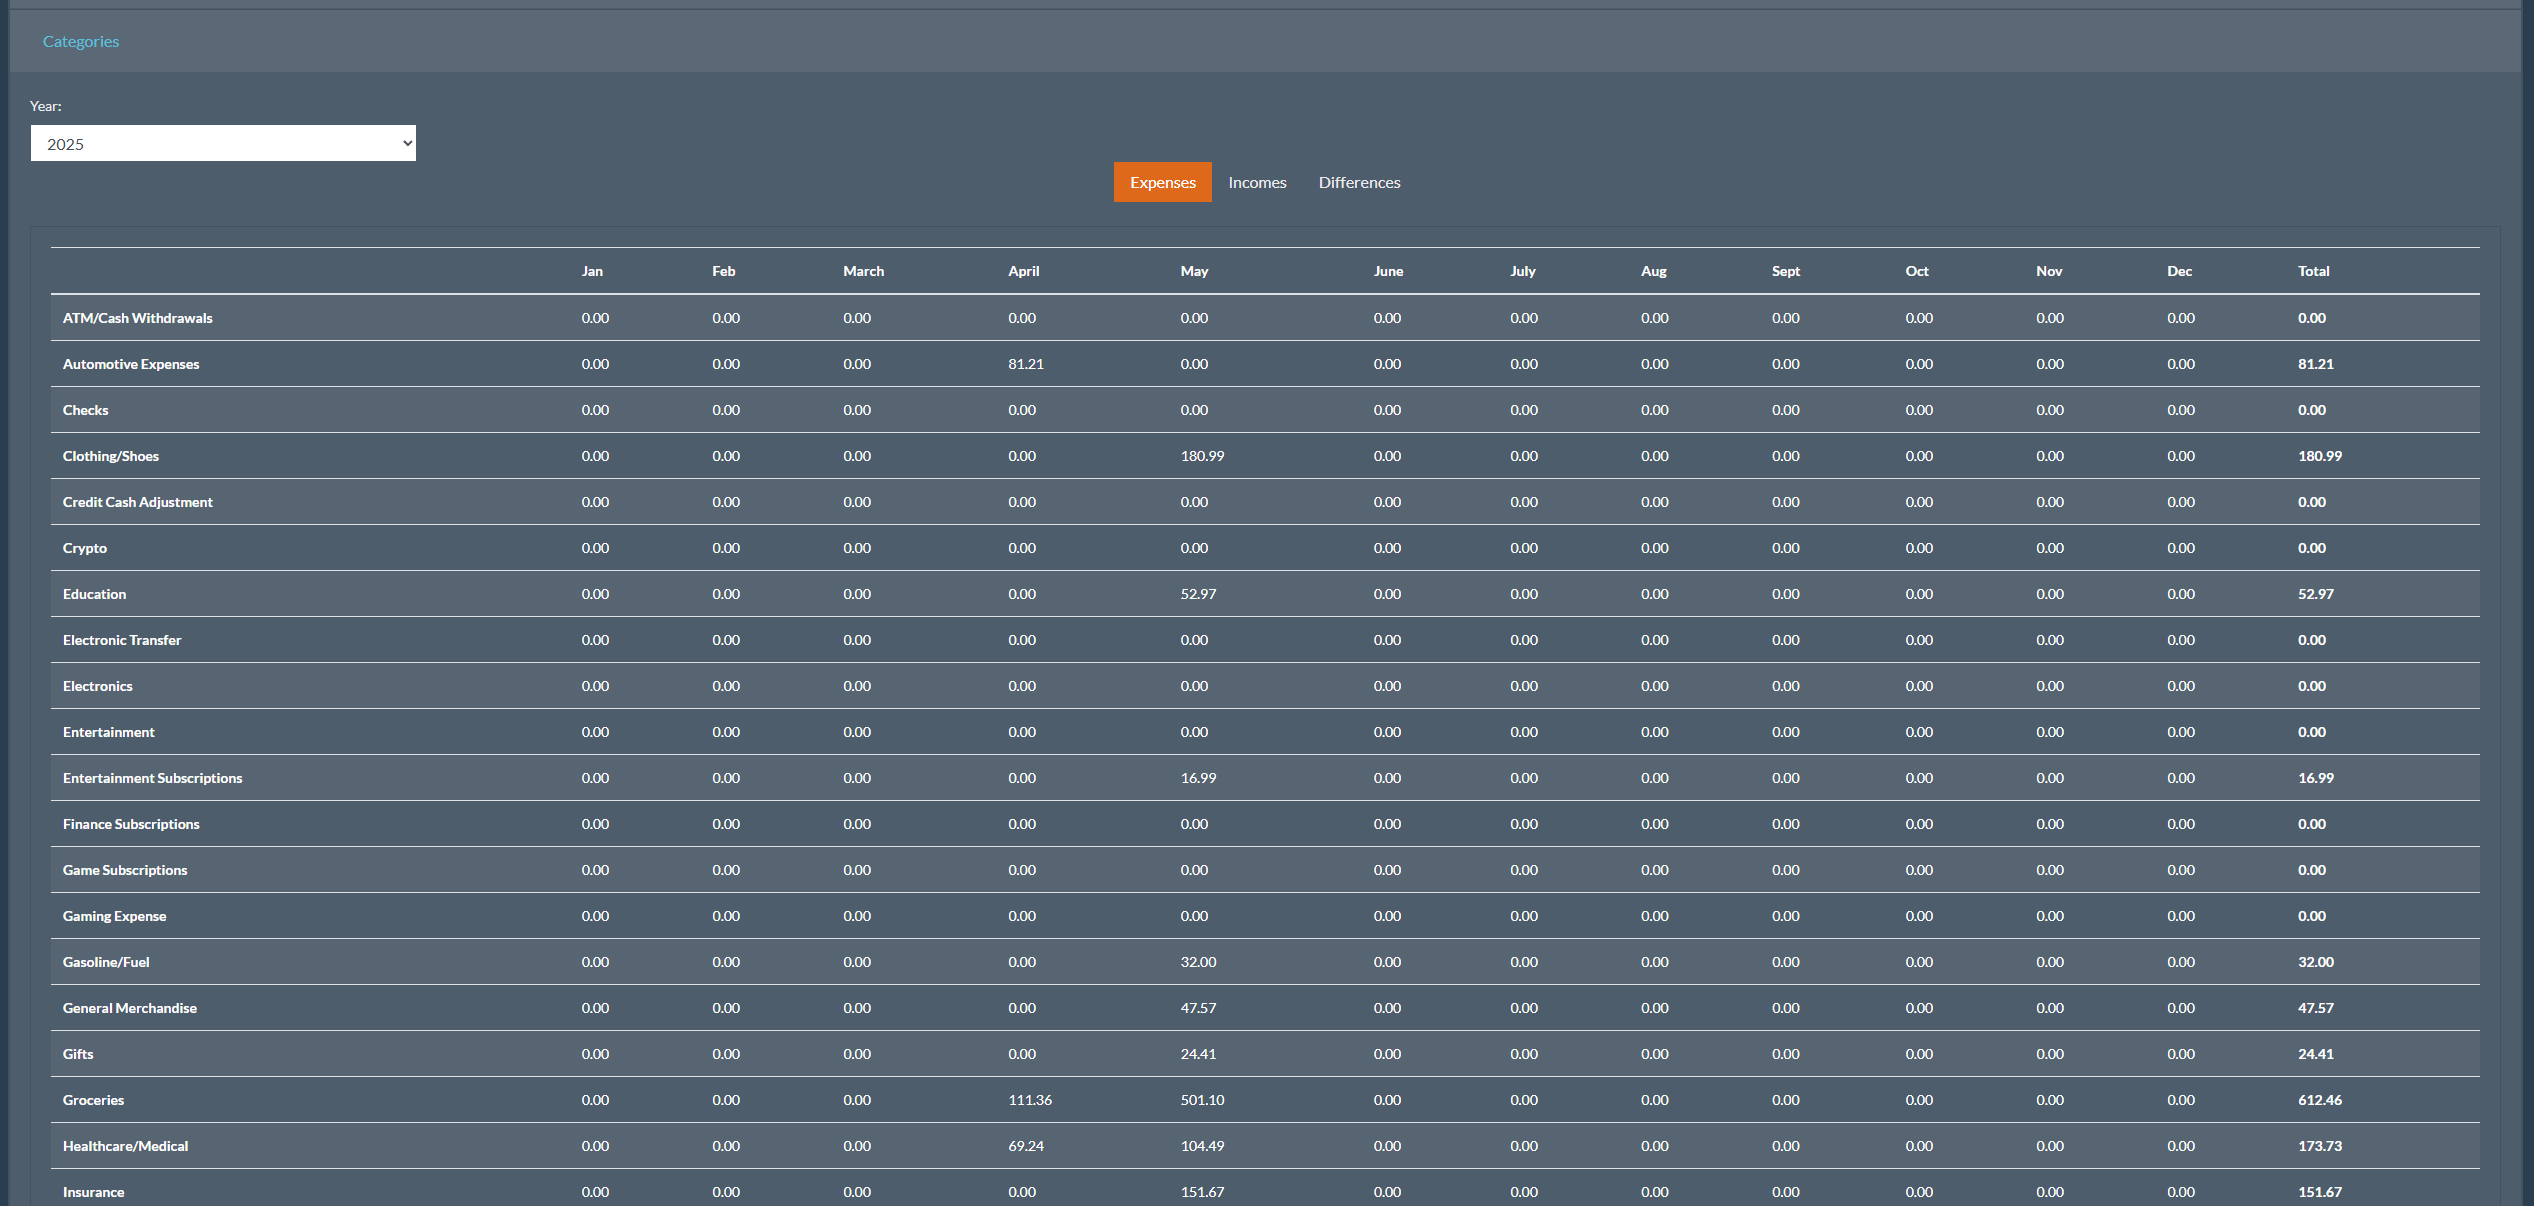 Categories
Year:
2025
Expenses Incomes Differences
Jan Feb March April May June July Aug Sept Oct Nov Dec Total
ATM/Cash Withdrawals 0.00 0.00 0.00 0.00 0.00 0.00 0.00 0.00 0.00 0.00 0.00 0.00 0.00
Automotive Expenses 0.00 0.00 0.00 81.21 0.00 0.00 0.00 0.00 0.00 0.00 0.00 0.00 81.21
Checks 0.00 0.00 0.00 0.00 0.00 0.00 0.00 0.00 0.00 0.00 0.00 0.00 0.00
Clothing/Shoes 0.00 0.00 0.00 0.00 180.99 0.00 0.00 0.00 0.00 0.00 0.00 0.00 180.99
Credit Cash Adjustment 0.00 0.00 0.00 0.00 0.00 0.00 0.00 0.00 0.00 0.00 0.00 0.00 0.00
Crypto 0.00 0.00 0.00 0.00 0.00 0.00 0.00 0.00 0.00 0.00 0.00 0.00 0.00
Education 0.00 0.00 0.00 0.00 52.97 0.00 0.00 0.00 0.00 0.00 0.00 0.00 52.97
Electronic Transfer 0.00 0.00 0.00 0.00 0.00 0.00 0.00 0.00 0.00 0.00 0.00 0.00 0.00
Electronics 0.00 0.00 0.00 0.00 0.00 0.00 0.00 0.00 0.00 0.00 0.00 0.00 0.00
Entertainment 0.00 0.00 0.00 0.00 0.00 0.00 0.00 0.00 0.00 0.00 0.00 0.00 0.00
Entertainment Subscriptions 0.00 0.00 0.00 0.00 16.99 0.00 0.00 0.00 0.00 0.00 0.00 0.00 16.99
Finance Subscriptions 0.00 0.00 0.00 0.00 0.00 0.00 0.00 0.00 0.00 0.00 0.00 0.00 0.00
Game Subscriptions 0.00 0.00 0.00 0.00 0.00 0.00 0.00 0.00 0.00 0.00 0.00 0.00 0.00
Gaming Expense 0.00 0.00 0.00 0.00 0.00 0.00 0.00 0.00 0.00 0.00 0.00 0.00 0.00
Gasoline/Fuel 0.00 0.00 0.00 0.00 32.00 0.00 0.00 0.00 0.00 0.00 0.00 0.00 32.00
General Merchandise 0.00 0.00 0.00 0.00 47.57 0.00 0.00 0.00 0.00 0.00 0.00 0.00 47.57
Gifts 0.00 0.00 0.00 0.00 24.41 0.00 0.00 0.00 0.00 0.00 0.00 0.00 24.41
Groceries 0.00 0.00 0.00 111.36 501.10 0.00 0.00 0.00 0.00 0.00 0.00 0.00 612.46
Healthcare/Medical 0.00 0.00 0.00 69.24 104.49 0.00 0.00 0.00 0.00 0.00 0.00 0.00 173.73
Insurance 0.00 0.00 0.00 0.00 151.67 0.00 0.00 0.00 0.00 0.00 0.00 0.00 151.67